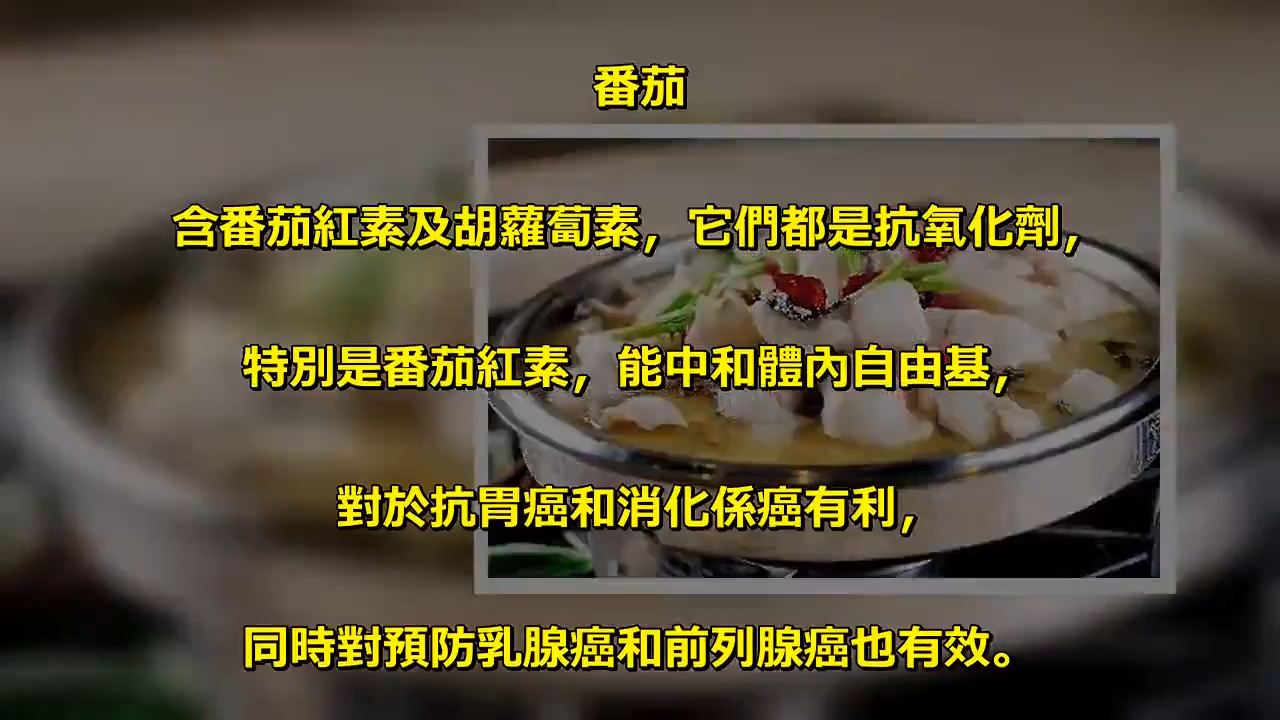 番茄
含番茄紅素及胡蘿蔔素，它們都是抗氧化劑，
特別是番茄紅素，能中和體內自由基，
對於抗胃癌和消化係癌有利，
同時對預防乳腺癌和前列腺癌也有效。